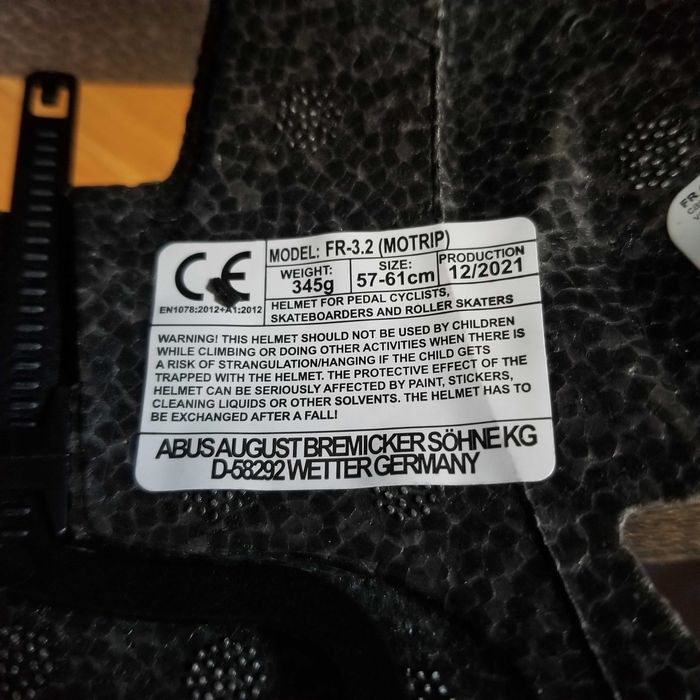 CE
EN1078:2012+A1:2012
MODEL: FR-3.2 (MOTRIP)
WEIGHT:
345g
SIZE:
57-61cm
PRODUCTION
12/2021
HELMET FOR PEDAL CYCLISTS,
SKATEBOARDERS AND ROLLER SKATERS
WARNING! THIS HELMET SHOULD NOT BE USED BY CHILDREN
WHILE CLIMBING OR DOING OTHER ACTIVITIES WHEN THERE IS
A RISK OF STRANGULATION/HANGING IF THE CHILD GETS
TRAPPED WITH THE HELMET. THE PROTECTIVE EFFECT OF THE
HELMET CAN BE SERIOUSLY AFFECTED BY PAINT, STICKERS,
CLEANING LIQUIDS OR OTHER SOLVENTS. THE HELMET HAS TO
BE EXCHANGED AFTER A FALL!
ABUS AUGUST BREMICKER SÖHNE KG
D-58292 WETTER GERMANY
FR